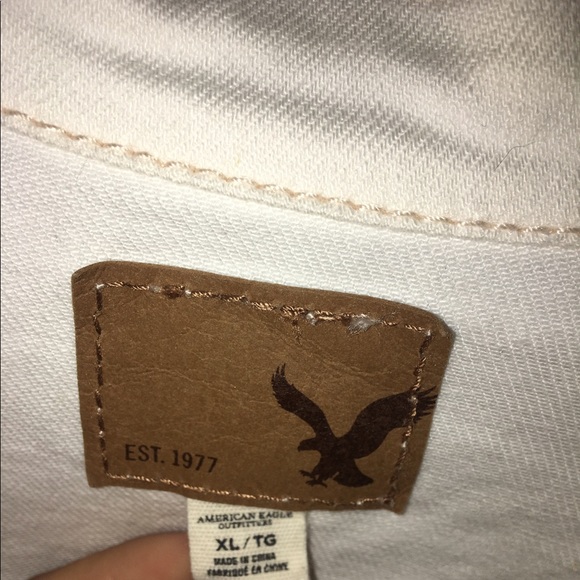 EST. 1977
AMERICAN EAGLE
OUTFITTERS
XL / TG
MADE IN CHINA
FABRIQUÉ EN CHINE